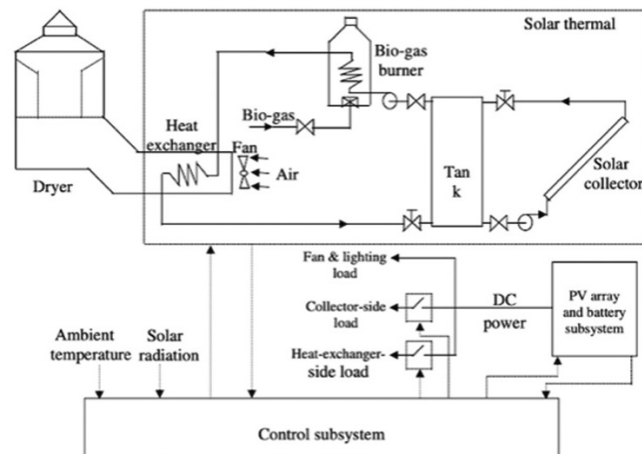 Solar thermal
Bio-gas
burner
Bio-gas
Heat
exchanger
Fan
Air
Tan
k
Solar
collector
Dryer
Fan & lighting
load
Collector-side
load
DC
power
PV array
and battery
subsystem
Heat-exchanger-
side load
Ambient
temperature
Solar
radiation
Control subsystem